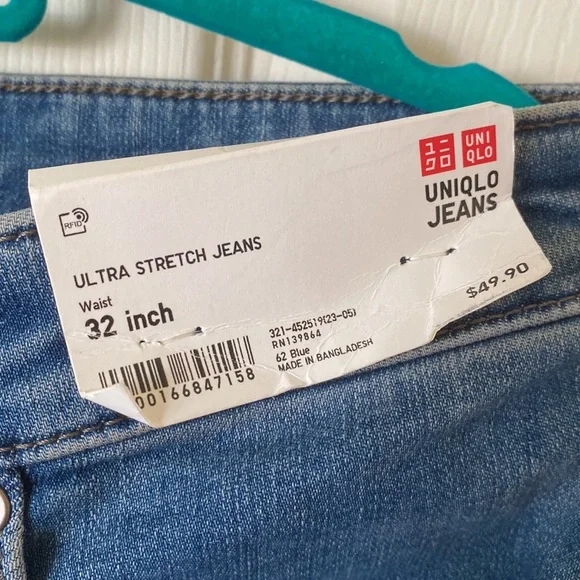 ユニ UNI
クロ QLO
UNIQLO
JEANS
RFID
ULTRA STRETCH JEANS
Waist
32 inch
321-452519(23-05)
RN139864
62 Blue
MADE IN BANGLADESH
$49.90
00166847158